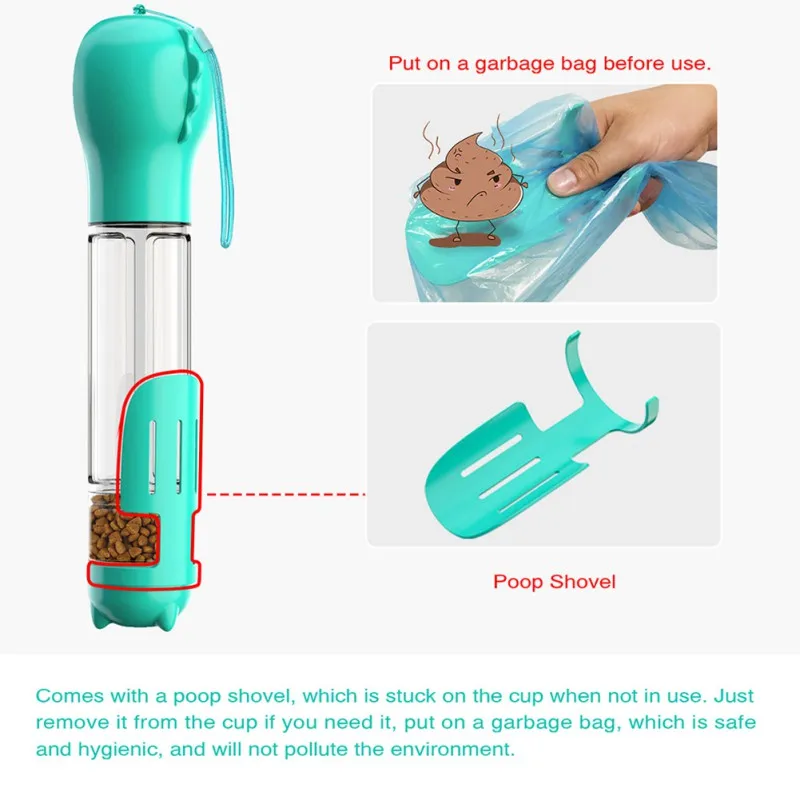 Put on a garbage bag before use.
Poop Shovel
Comes with a poop shovel, which is stuck on the cup when not in use. Just
remove it from the cup if you need it, put on a garbage bag, which is safe
and hygienic, and will not pollute the environment.